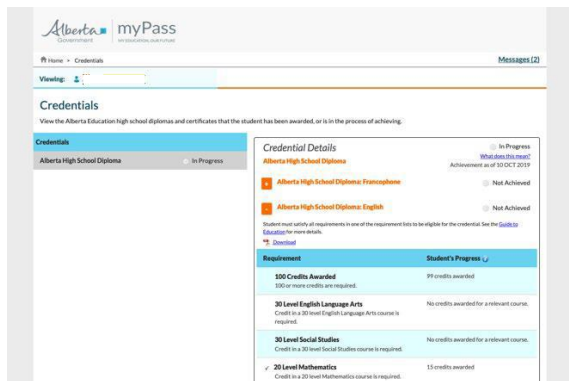 Alberta
Government
myPass
MY EDUCATION, OUR FUTURE
Home > Credentials
Messages (2)
Viewing:
Credentials
View the Alberta Education high school diplomas and certificates that the student has been awarded, or is in the process of achieving.
Credentials
Alberta High School Diploma In Progress
Credential Details
In Progress
What does this mean?
Alberta High School Diploma
Achievement as of 10 OCT 2019
Alberta High School Diploma: Francophone
Not Achieved
Alberta High School Diploma: English
Not Achieved
Student must satisfy all requirements in one of the requirement lists to be eligible for the credential. See the Guide to
Education for more details.
Download
Requirement Student's Progress
100 Credits Awarded 99 credits awarded
100 or more credits are required.
30 Level English Language Arts No credits awarded for a relevant course.
Credit in a 30 level English Language Arts course is
required.
30 Level Social Studies No credits awarded for a relevant course.
Credit in a 30 level Social Studies course is required.
✓ 20 Level Mathematics 15 credits awarded
Credit in a 20 level Mathematics course is required.